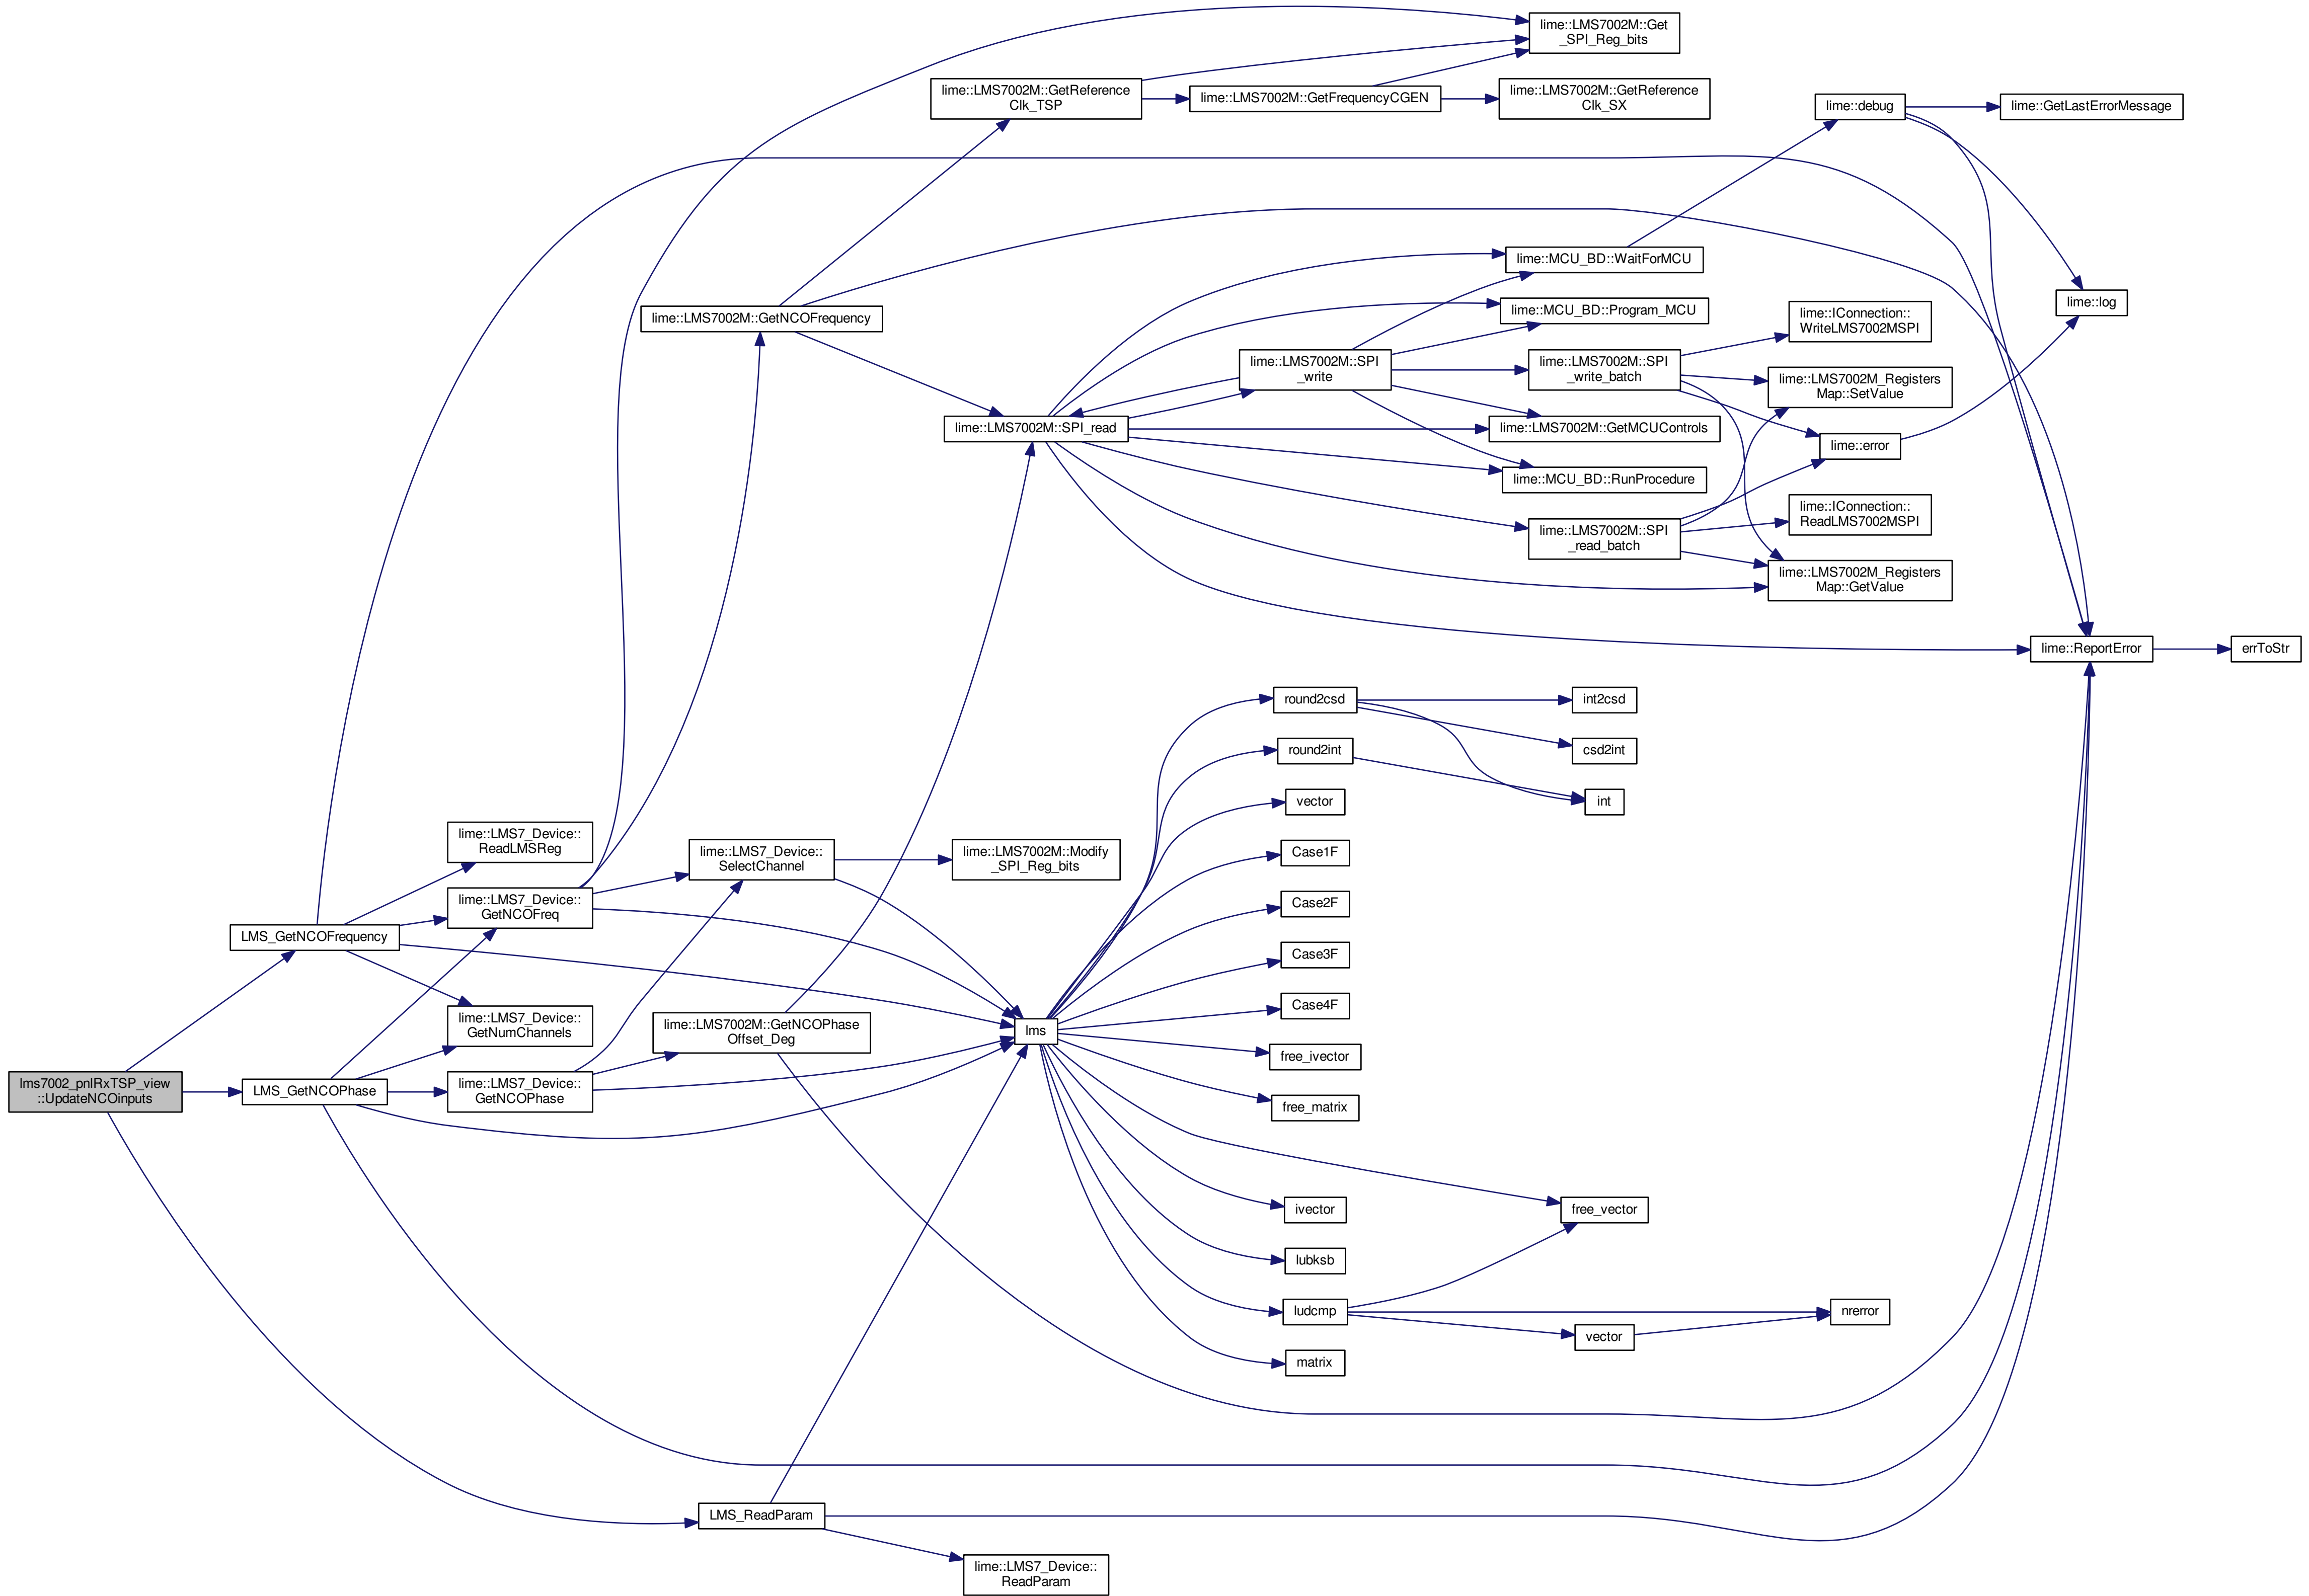 lime::LMS7002M::Get
_SPI_Reg_bits
lime::LMS7002M::GetReference
Clk_TSP
lime::LMS7002M::GetFrequencyCGEN
lime::LMS7002M::GetReference
Clk_SX
lime::debug
lime::GetLastErrorMessage
lime::MCU_BD::WaitForMCU
lime::log
lime::LMS7002M::GetNCOFrequency
lime::MCU_BD::Program_MCU
lime::IConnection::
WriteLMS7002MSPI
lime::LMS7002M::SPI
_write
lime::LMS7002M::SPI
_write_batch
lime::LMS7002M_Registers
Map::SetValue
lime::LMS7002M::SPI_read
lime::LMS7002M::GetMCUControls
lime::error
lime::MCU_BD::RunProcedure
lime::IConnection::
ReadLMS7002MSPI
lime::LMS7002M::SPI
_read_batch
lime::LMS7002M_Registers
Map::GetValue
lime::ReportError
errToStr
round2csd
int2csd
round2int
csd2int
vector
int
lime::LMS7_Device::
ReadLMSReg
lime::LMS7_Device::
SelectChannel
lime::LMS7002M::Modify
_SPI_Reg_bits
Case1F
lime::LMS7_Device::
GetNCOFreq
Case2F
LMS_GetNCOFrequency
Case3F
lime::LMS7_Device::
GetNumChannels
lime::LMS7002M::GetNCOPhase
Offset_Deg
lms
Case4F
free_ivector
lms7002_pnlRxTSP_view
::UpdateNCOinputs
LMS_GetNCOPhase
lime::LMS7_Device::
GetNCOPhase
free_matrix
ivector
free_vector
lubksb
ludcmp
nrerror
vector
matrix
LMS_ReadParam
lime::LMS7_Device::
ReadParam